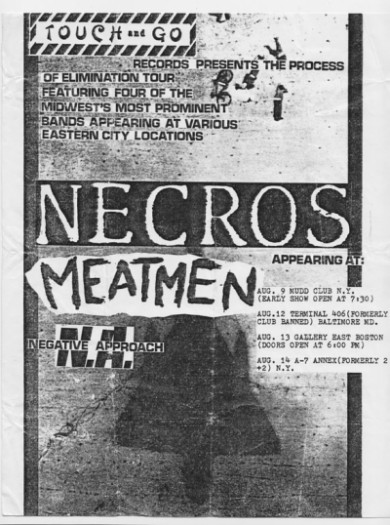 TOUCH and GO
RECORDS PRESENTS THE PROCESS
OF ELIMINATION TOUR
FEATURING FOUR OF THE
MIDWEST'S MOST PROMINENT
BANDS APPEARING AT VARIOUS
EASTERN CITY LOCATIONS
NECROS
MEATMEN
APPEARING AT:
AUG. 9 MUDD CLUB N.Y.
(EARLY SHOW OPEN AT 7:30)
AUG.12 TERMINAL 406(FORMERLY
CLUB BANNED) BALTIMORE MD.
AUG. 13 GALLERY EAST BOSTON
(DOORS OPEN AT 6:00 PM)
AUG. 14 A-7 ANNEX(FORMERLY 2
+2) N.Y.
N.A.
NEGATIVE APPROACH